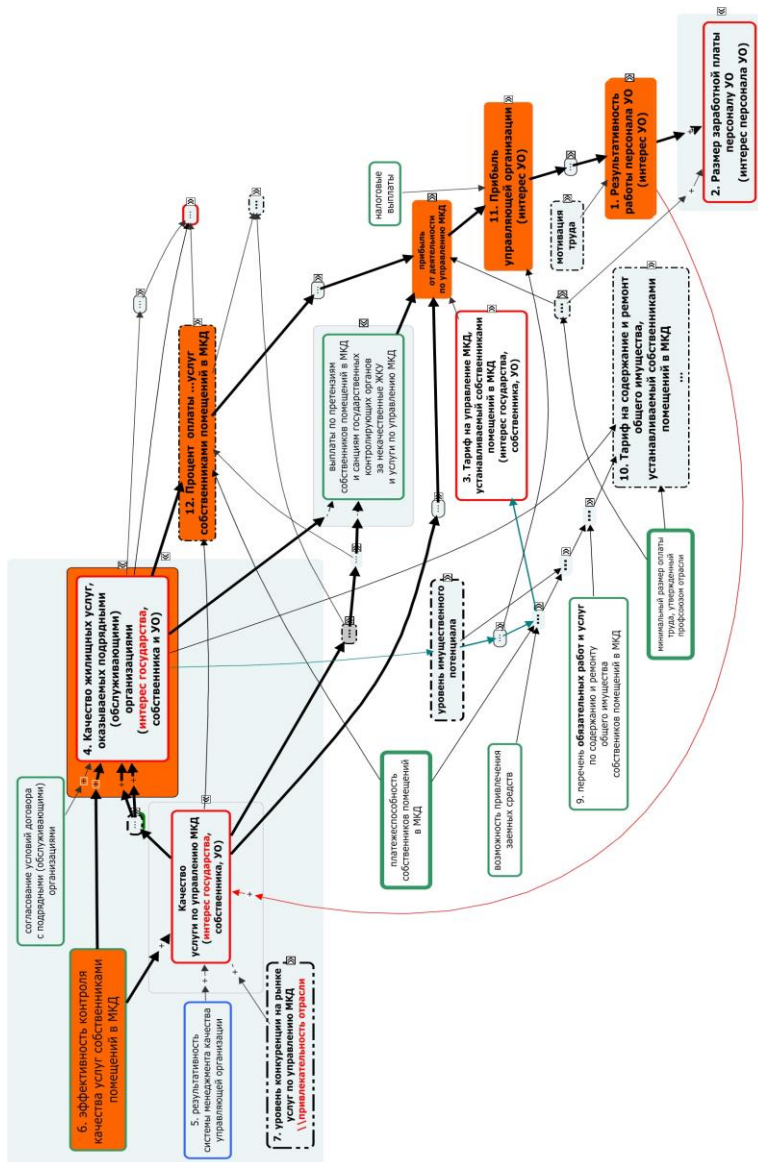 6. эффективность контроля
качества услуг собственниками
помещений в МКД
согласование условий договора
с подрядными (обслуживающими)
организациями
5. результативность
системы менеджмента качества
управляющей организации
7. уровень конкуренции на рынке
услуг по управлению МКД
\\привлекательность отрасли
Качество
услуги по управлению МКД
(интерес государства,
собственника, УО)
4. Качество жилищных услуг,
оказываемых подрядными
(обслуживающими)
организациями
(интерес государства,
собственника и УО)
платежеспособность
собственников помещений
в МКД
возможность привлечения
заемных средств
9. перечень обязательных работ и услуг
по содержанию и ремонту
общего имущества
собственников помещений в МКД
уровень имущественного
потенциала
минимальный размер оплаты
труда, утвержденный
профсоюзом отрасли
12. Процент оплаты ...услуг
собственниками помещений в МКД
выплаты по претензиям
собственников помещений в МКД
и санциям государственных
контролирующих органов
за некачественные ЖКУ
и услуги по управлению МКД
3. Тариф на управление МКД,
устанавливаемый собственниками
помещений в МКД
(интерес государства,
собственника, УО)
10. Тариф на содержание и ремонт
общего имущества,
устанавливаемый собственниками
помещений в МКД
...
прибыль
от деятельности
по управлению МКД
налоговые
выплаты
11. Прибыль
управляющей организации
(интерес УО)
мотивация
труда
1. Результативность
работы персонала УО
(интерес УО)
2. Размер заработной платы
персоналу УО
(интерес персонала УО)